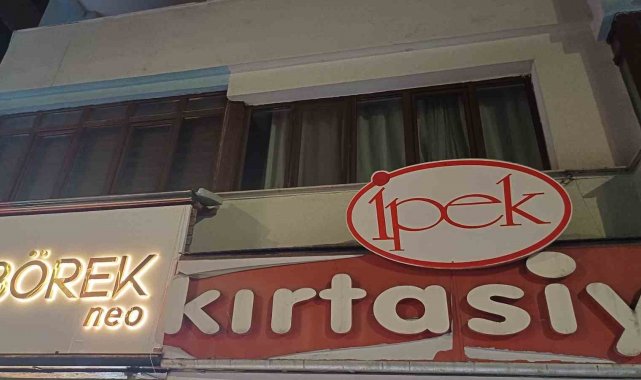 BÖREK
neo
İpek
kırtasiy